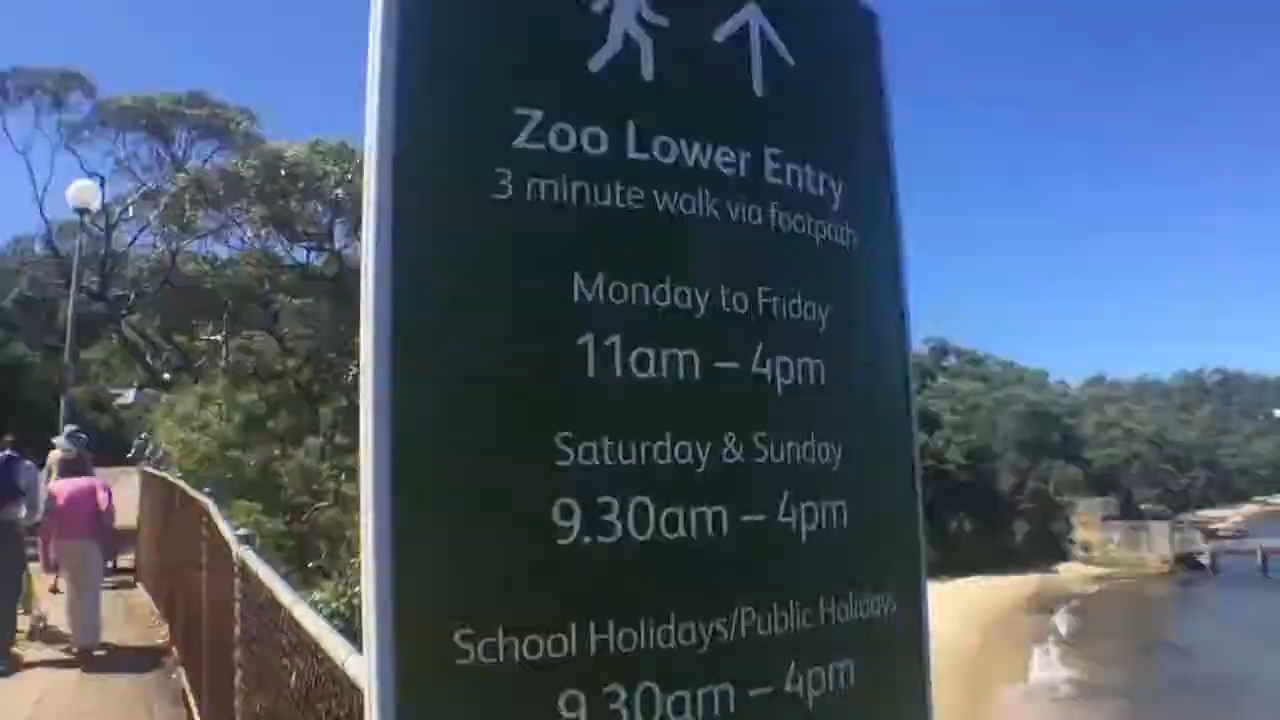 Zoo Lower Entry
3 minute walk via footpath
Monday to Friday
11am – 4pm
Saturday & Sunday
9.30am – 4pm
School Holidays/Public Holidays
9.30am – 4pm